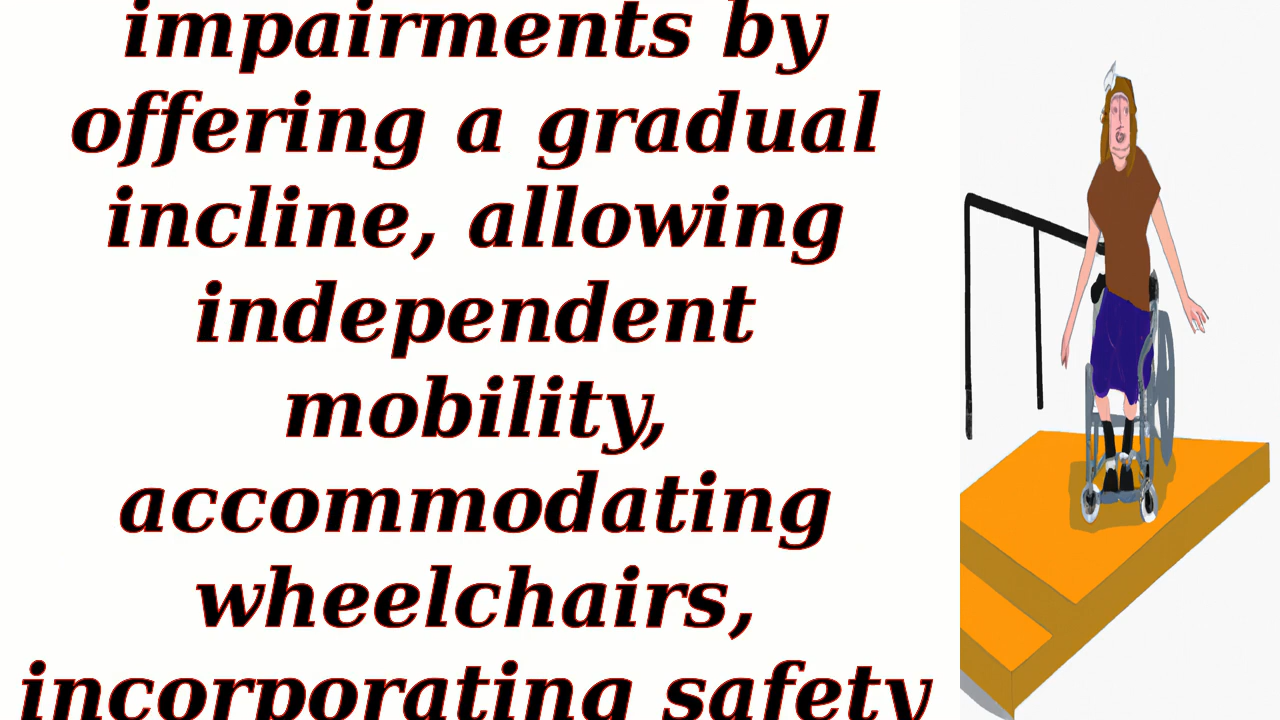 impairments by
offering a gradual
incline, allowing
independent
mobility,
accommodating
wheelchairs,
incorporating safety